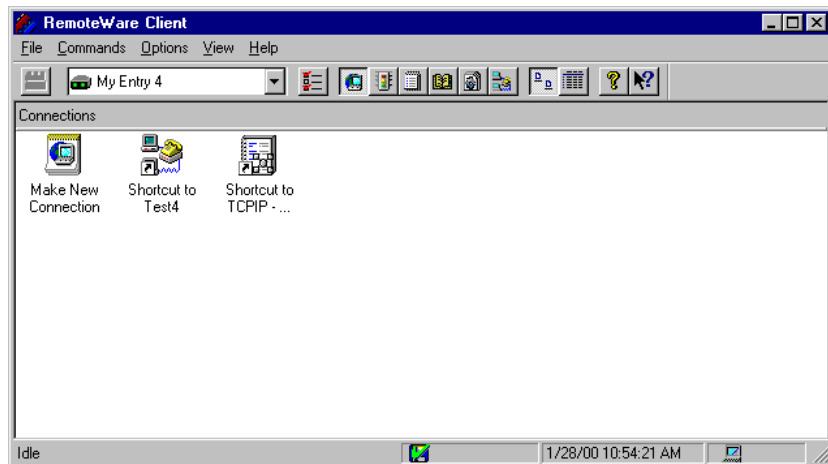 RemoteWare Client
File Commands Options View Help
My Entry 4
Connections
Make New
Connection
Shortcut to
Test4
Shortcut to
TCPIP - ...
Idle
1/28/00 10:54:21 AM